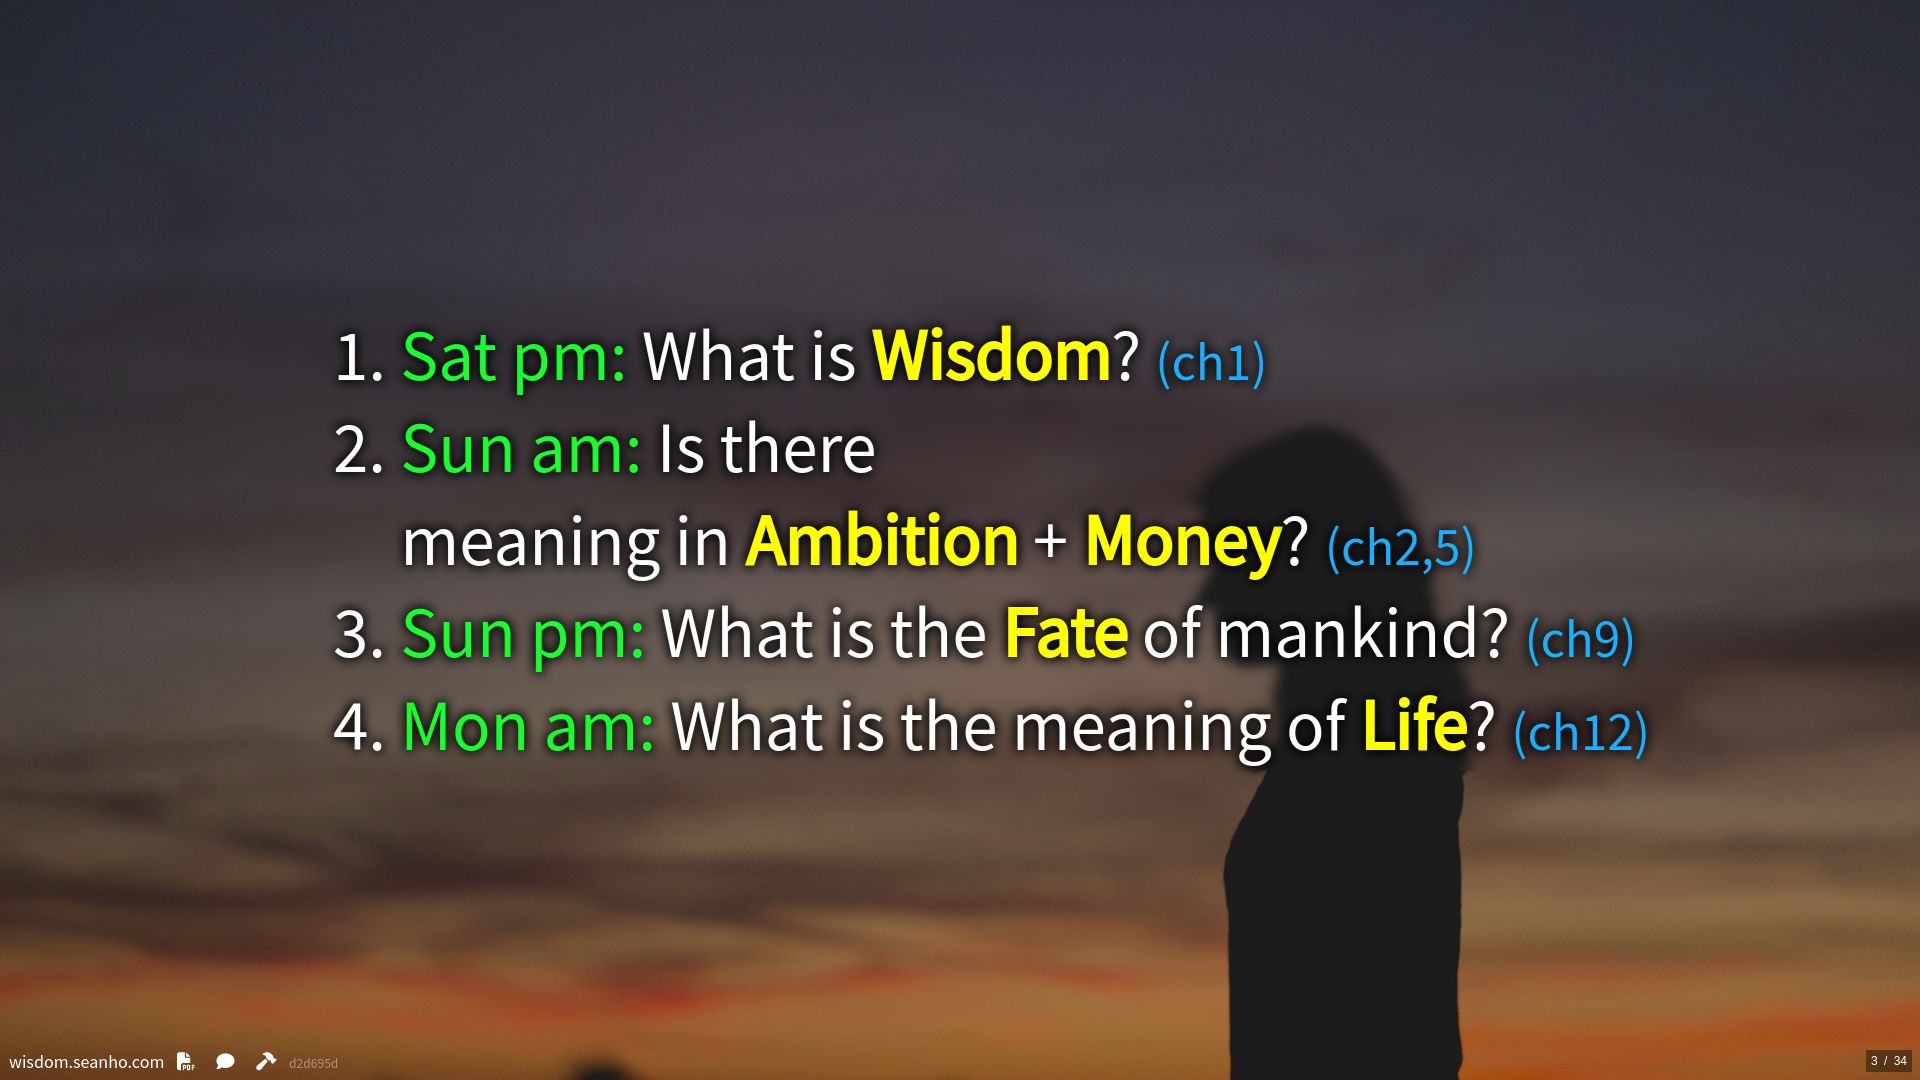 1. Sat pm: What is Wisdom? (ch1)
2. Sun am: Is there
meaning in Ambition + Money? (ch2,5)
3. Sun pm: What is the Fate of mankind? (ch9)
4. Mon am: What is the meaning of Life? (ch12)
wisdom.seanho.com PDF d2d695d
3 / 34